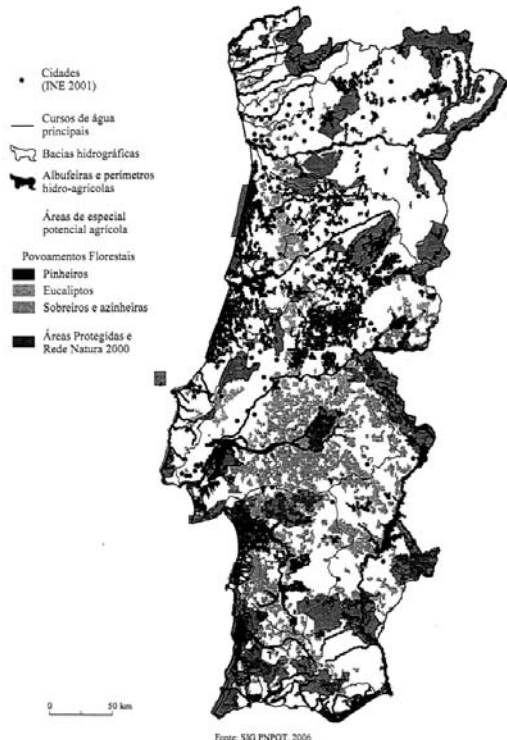 Cidades
(INE 2001)
Cursos de água
principais
Bacias hidrográficas
Albufeiras e perímetros
hidro-agrícolas
Áreas de especial
potencial agrícola
Povoamentos Florestais
Pinheiros
Eucaliptos
Sobreiros e azinheiras
Áreas Protegidas e
Rede Natura 2000
0 50 km
Fonte: SIG PNPOT, 2006